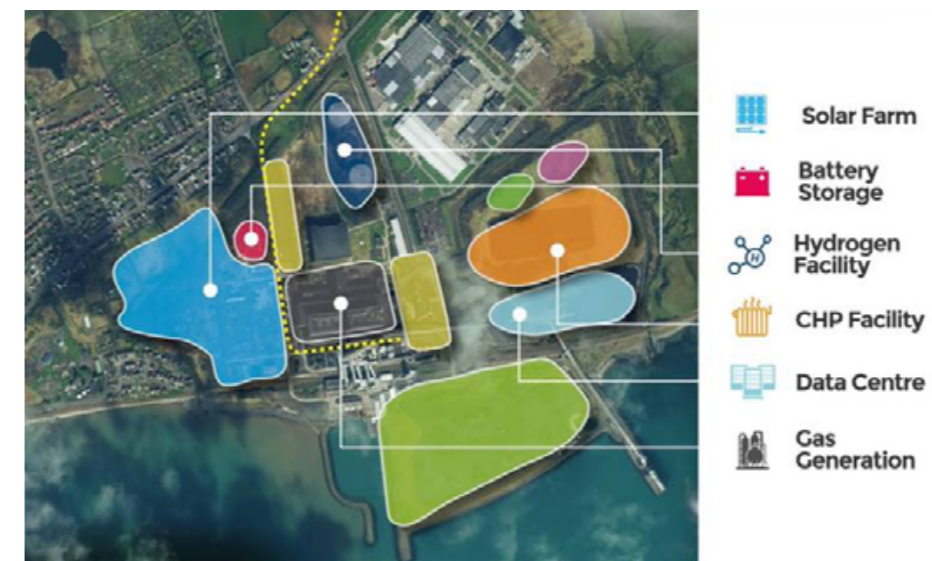 Solar Farm
Battery
Storage
H
Hydrogen
Facility
CHP Facility
Data Centre
Gas
Generation